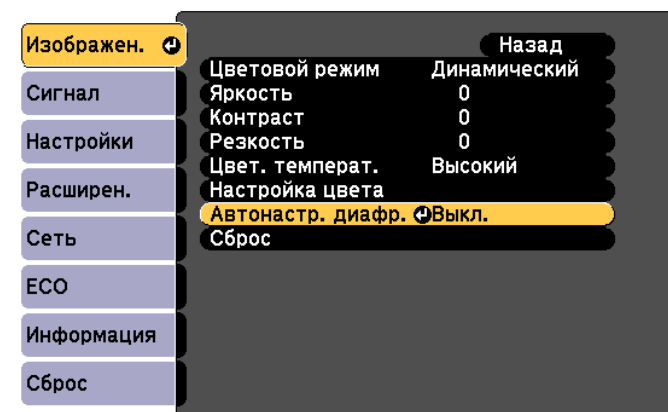 Изображен.
Сигнал
Настройки
Расширен.
Сеть
ECO
Информация
Сброс
Назад
Цветовой режим Динамический
Яркость 0
Контраст 0
Резкость 0
Цвет. температ. Высокий
Настройка цвета
Автонастр. диафр. Выкл.
Сброс